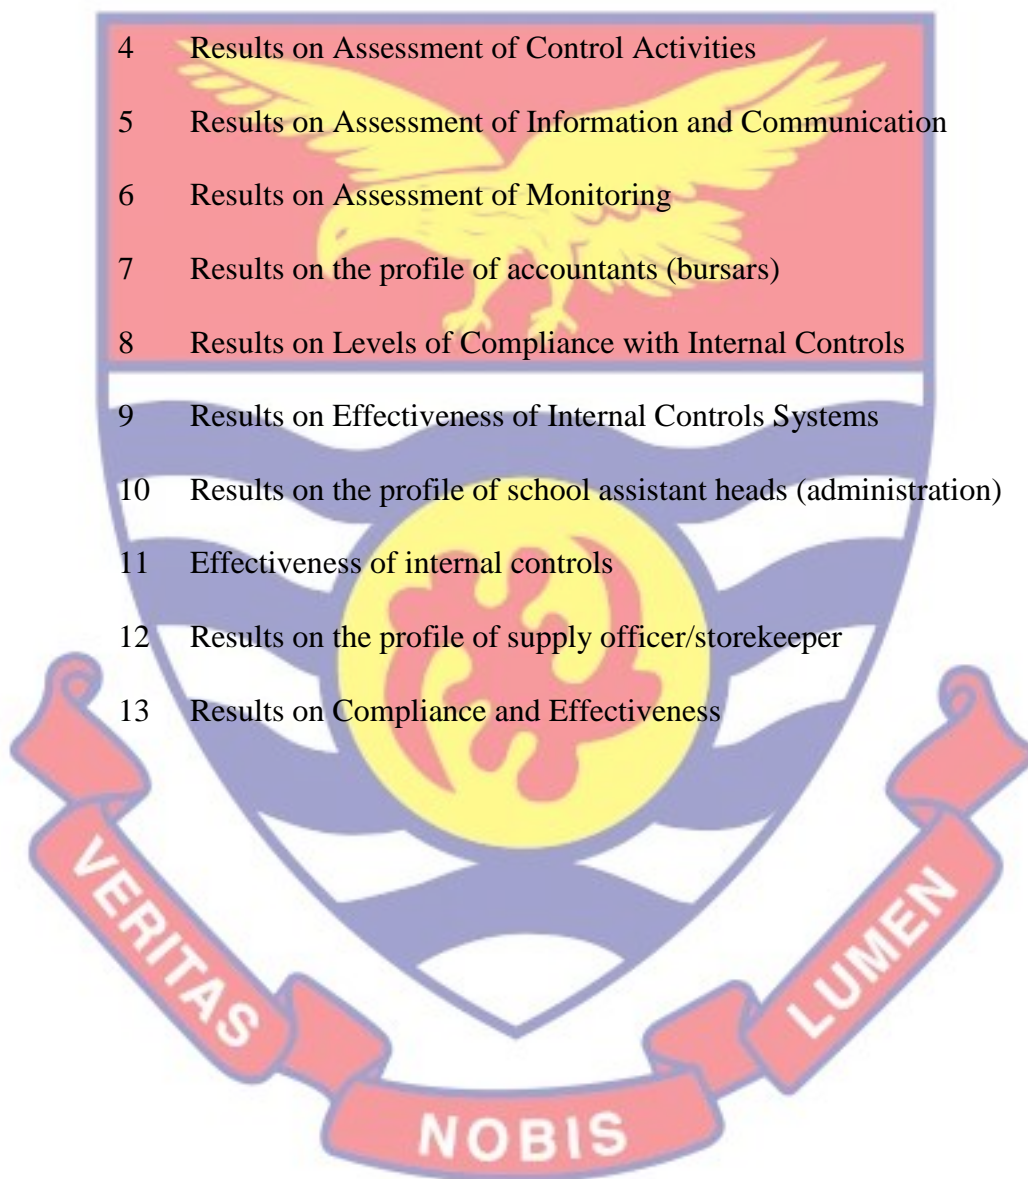 4 Results on Assessment of Control Activities
5 Results on Assessment of Information and Communication
6 Results on Assessment of Monitoring
7 Results on the profile of accountants (bursars)
8 Results on Levels of Compliance with Internal Controls
9 Results on Effectiveness of Internal Controls Systems
10 Results on the profile of school assistant heads (administration)
11 Effectiveness of internal controls
12 Results on the profile of supply officer/storekeeper
13 Results on Compliance and Effectiveness
VERITAS
NOBIS
LUMEN